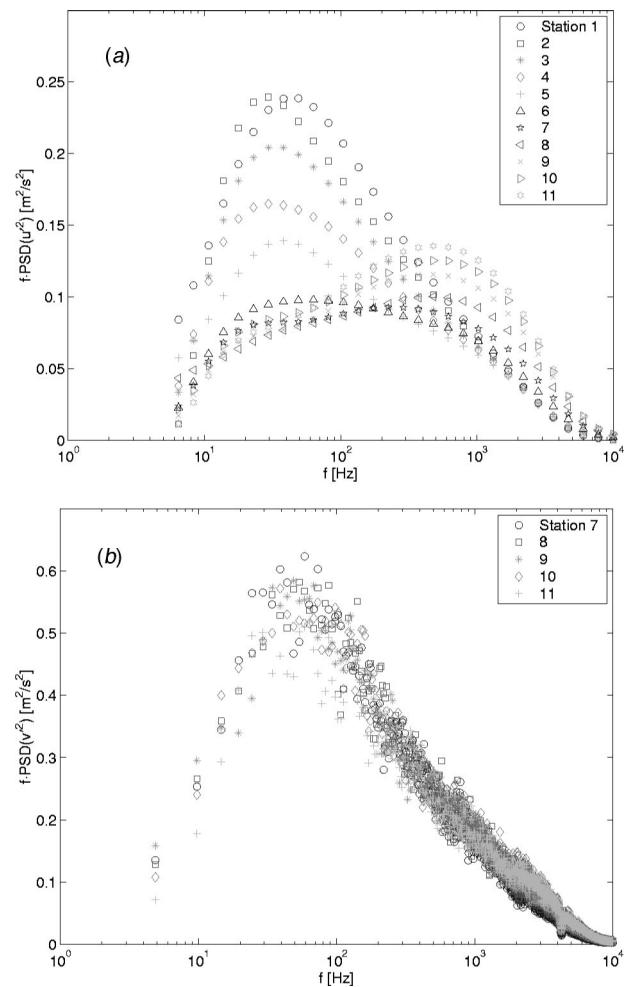 (a)
Station 1
2
3
4
5
6
7
8
9
10
11
0.25
0.2
0.15
0.1
0.05
0
f·PSD(u'²) [m²/s²]
10⁰ 10¹ 10² 10³ 10⁴
f [Hz]
(b)
Station 7
8
9
10
11
0.6
0.5
0.4
0.3
0.2
0.1
0
f·PSD(v'²) [m²/s²]
10⁰ 10¹ 10² 10³ 10⁴
f [Hz]